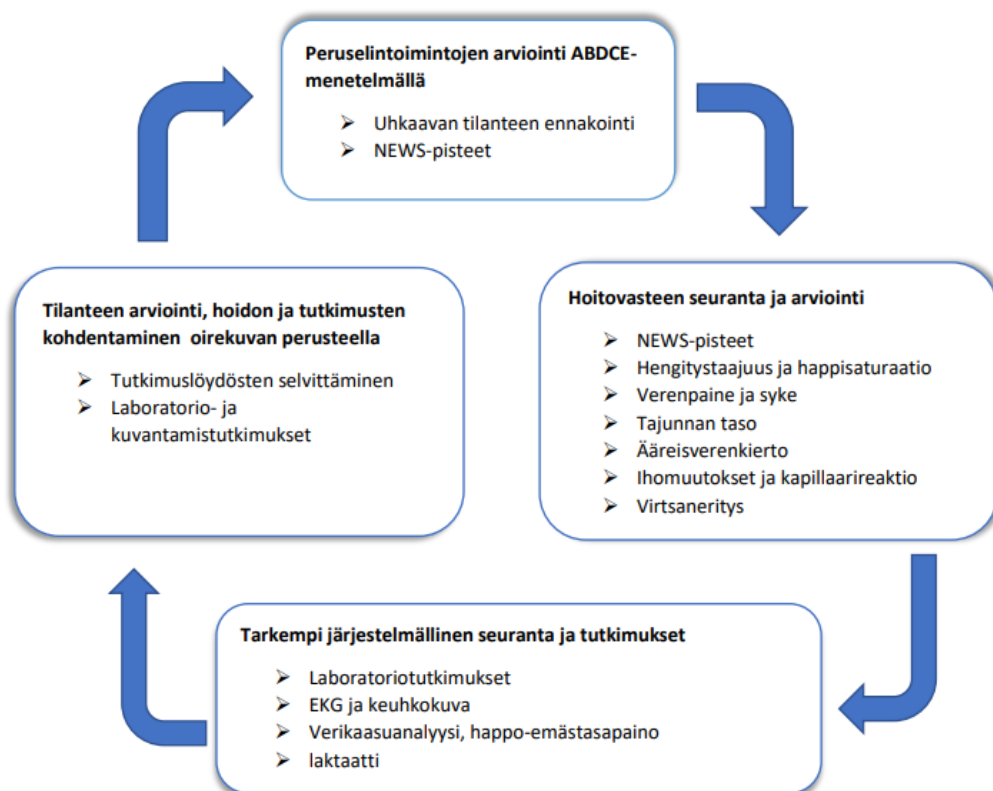 Peruselintoimintojen arviointi ABDCE-
menetelmällä
➢ Uhkaavan tilanteen ennakointi
➢ NEWS-pisteet
Hoitovasteen seuranta ja arviointi
➢ NEWS-pisteet
➢ Hengitystaajuus ja happisaturaatio
➢ Verenpaine ja syke
➢ Tajunnan taso
➢ Ääreisverenkierto
➢ Ihomuutokset ja kapillaarireaktio
➢ Virtsaneritys
Tarkempi järjestelmällinen seuranta ja tutkimukset
➢ Laboratoriotutkimukset
➢ EKG ja keuhkokuva
➢ Verikaasuanalyysi, happo-emästasapaino
➢ laktaatti
Tilanteen arviointi, hoidon ja tutkimusten
kohdentaminen oirekuvan perusteella
➢ Tutkimuslöydösten selvittäminen
➢ Laboratorio- ja
kuvantamistutkimukset